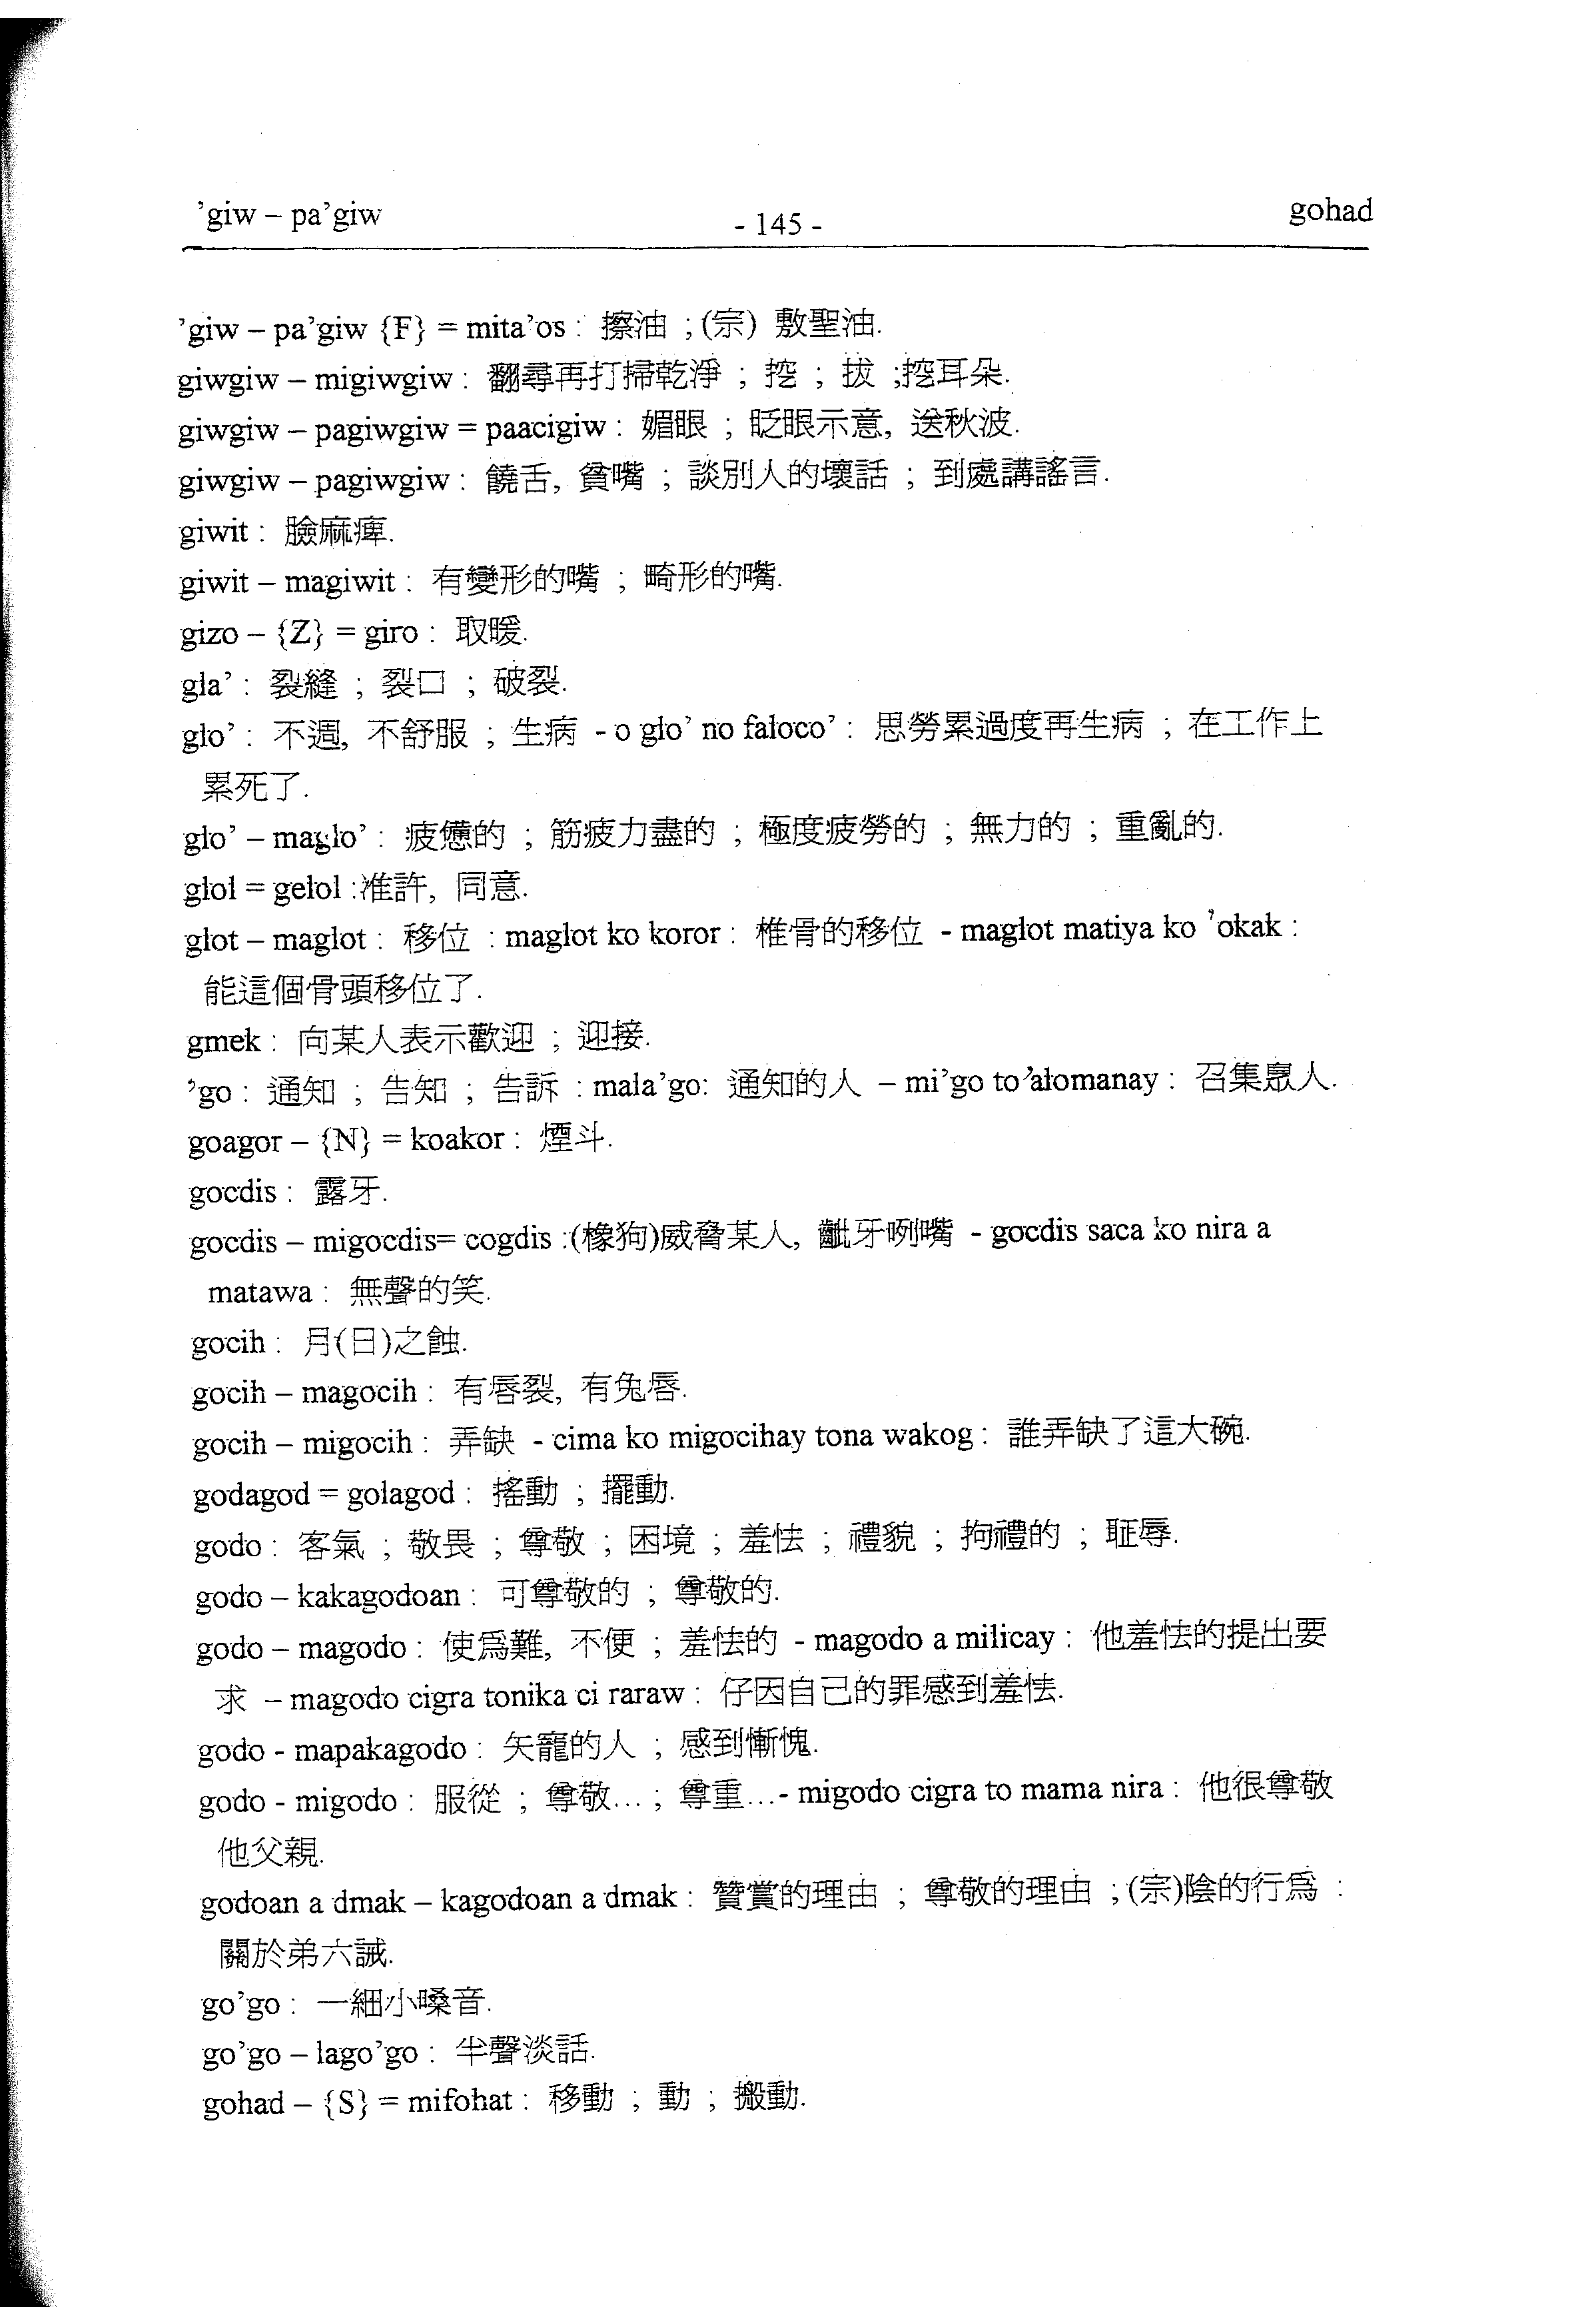 ’giw – pa’giw
- 145 -
gohad
’giw – pa’giw {F} = mita’os : 擦油 ; (宗) 敷聖油.
giwgiw – migiwgiw : 翻尋再打掃乾淨 ; 挖 ; 拔 ;挖耳朵.
giwgiw – pagiwgiw = paacigiw : 媚眼 ; 眨眼示意, 送秋波.
giwgiw – pagiwgiw : 饒舌, 貧嘴 ; 談別人的壞話 ; 到處講謠言.
giwit : 臉麻痺.
giwit – magiwit : 有變形的嘴 ; 畸形的嘴.
gizo – {Z} = giro : 取暖.
gla’ : 裂縫 ; 裂口 ; 破裂.
glo’ : 不週, 不舒服 ; 生病 - o glo’ no faloco’ : 思勞累過度再生病 ; 在工作上
累死了.
glo’ – maglo’ : 疲憊的 ; 筋疲力盡的 ; 極度疲勞的 ; 無力的 ; 重亂的.
glol = gelol :准許, 同意.
glot – maglot : 移位 : maglot ko koror : 椎骨的移位 - maglot matiya ko ’okak :
能這個骨頭移位了.
gmek : 向某人表示歡迎 ; 迎接.
’go : 通知 ; 告知 ; 告訴 : mala’go: 通知的人 – mi’go to ’alomanay : 召集眾人.
goagor – {N} = koakor : 煙斗.
gocdis : 露牙.
gocdis – migocdis= cogdis :(橡狗)威脅某人, 齜牙咧嘴 - gocdis saca ko nira a
matawa : 無聲的笑.
gocih : 月(日)之蝕.
gocih – magocih : 有唇裂, 有兔唇.
gocih – migocih : 弄缺 - cima ko migocihay tona wakog : 誰弄缺了這大碗.
godagod = golagod : 搖動 ; 擺動.
godo : 客氣 ; 敬畏 ; 尊敬 ; 困境 ; 羞怯 ; 禮貌 ; 拘禮的 ; 恥辱.
godo – kakagodoan : 可尊敬的 ; 尊敬的.
godo – magodo : 使為難, 不便 ; 羞怯的 - magodo a milicay : 他羞怯的提出要
求 – magodo cigra tonika ci raraw : 仔因自己的罪感到羞怯.
godo - mapakagodo : 矢寵的人 ; 感到慚愧.
godo - migodo : 服從 ; 尊敬… ; 尊重…- migodo cigra to mama nira : 他很尊敬
他父親.
godoan a dmak – kagodoan a dmak : 贊賞的理由 ; 尊敬的理由 ; (宗)陰的行為 :
關於弟六誡.
go’go : 一細小嗓音.
go’go – lago’go : 半聲淡話.
gohad – {S} = mifohat : 移動 ; 動 ; 搬動.